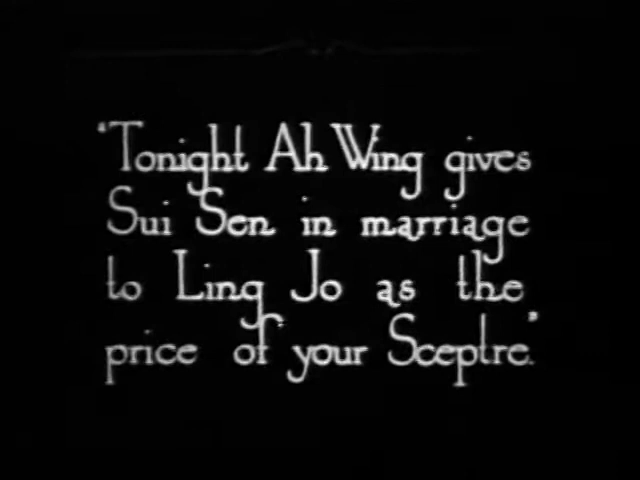 "Tonight Ah Wing gives
Sui Sen in marriage
to Ling Jo as the
price of your Sceptre."